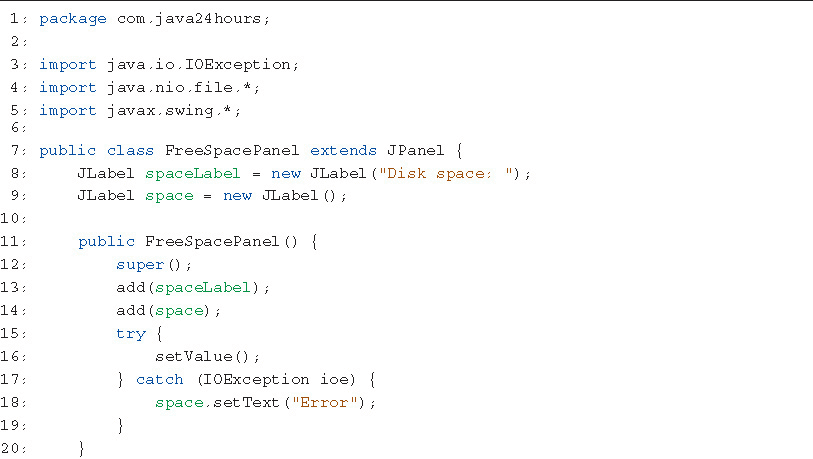 1: package com.java24hours;
2:
3: import java.io.IOException;
4: import java.nio.file.*;
5: import javax.swing.*;
6:
7: public class FreeSpacePanel extends JPanel {
8:     JLabel spaceLabel = new JLabel("Disk space: ");
9:     JLabel space = new JLabel();
10:
11:     public FreeSpacePanel() {
12:         super();
13:         add(spaceLabel);
14:         add(space);
15:         try {
16:             setValue();
17:         } catch (IOException ioe) {
18:             space.setText("Error");
19:         }
20:     }